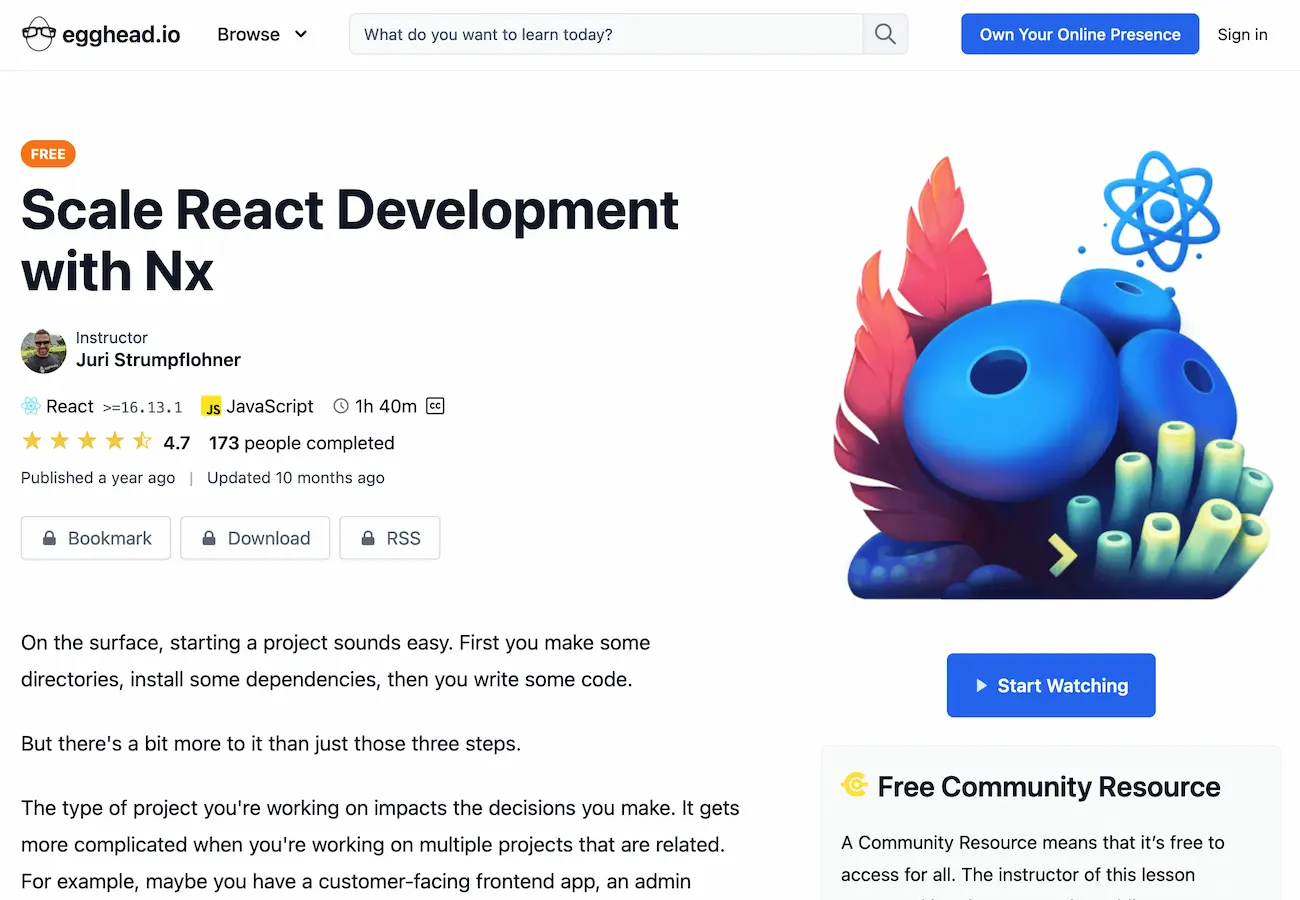 egghead.io
Browse
What do you want to learn today?
Own Your Online Presence
Sign in
FREE
Scale React Development
with Nx
Instructor
Juri Strumpflohner
React >=16.13.1
JS JavaScript
1h 40m CC
4.7 173 people completed
Published a year ago | Updated 10 months ago
Bookmark
Download
RSS
On the surface, starting a project sounds easy. First you make some
directories, install some dependencies, then you write some code.
But there's a bit more to it than just those three steps.
The type of project you're working on impacts the decisions you make. It gets
more complicated when you're working on multiple projects that are related.
For example, maybe you have a customer-facing frontend app, an admin
Start Watching
Free Community Resource
A Community Resource means that it’s free to
access for all. The instructor of this lesson